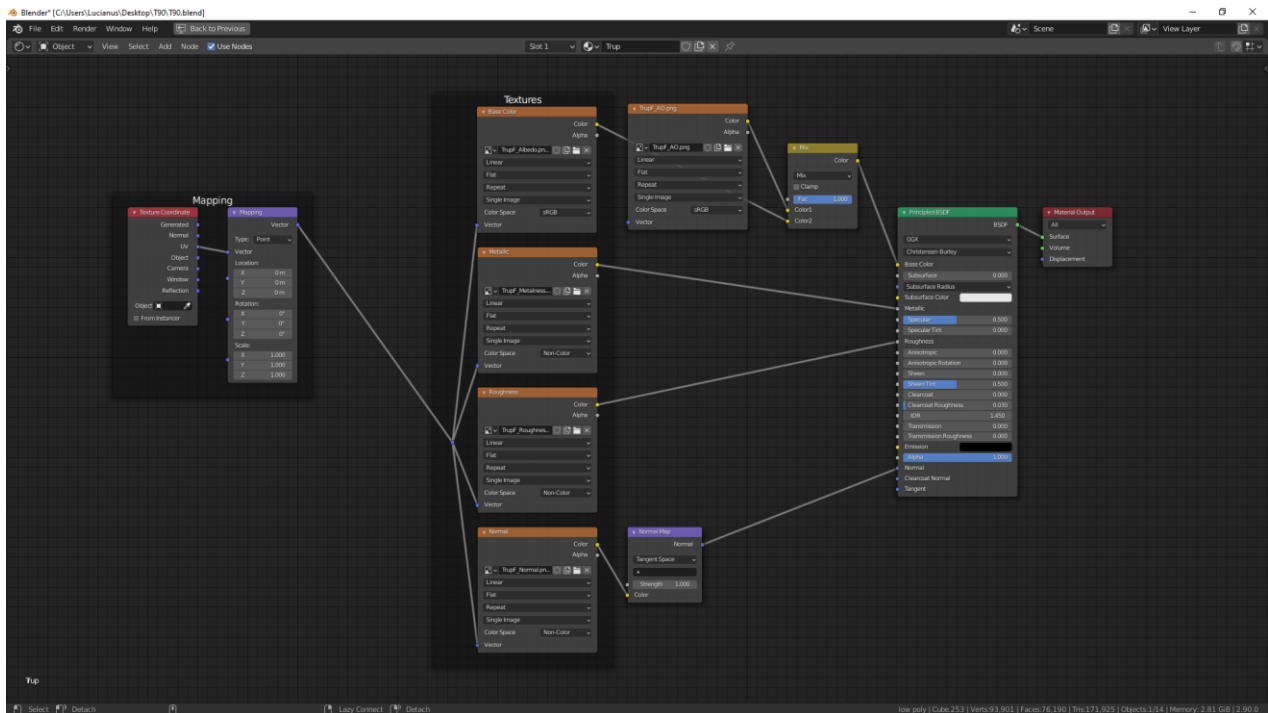 Blender* [C:\Users\Lucianus\Desktop\T90\T90.blend]
File Edit Render Window Help Back to Previous Scene View Layer
Object View Select Add Node Use Nodes Slot 1 Trup
Mapping
Texture Coordinate
Generated
Normal
UV
Object
Camera
Window
Reflection
Object
From Instancer
Mapping
Vector
Type: Point
Vector
Location:
X 0 m
Y 0 m
Z 0 m
Rotation:
X 0°
Y 0°
Z 0°
Scale:
X 1.000
Y 1.000
Z 1.000
Textures
Base Color
Color
Alpha
TrupF_Albedo.pn..
Linear
Flat
Repeat
Single Image
Color Space sRGB
Vector
Metallic
Color
Alpha
TrupF_Metalness...
Linear
Flat
Repeat
Single Image
Color Space Non-Color
Vector
Roughness
Color
Alpha
TrupF_Roughnes..
Linear
Flat
Repeat
Single Image
Color Space Non-Color
Vector
Normal
Color
Alpha
TrupF_Normal.pn..
Linear
Flat
Repeat
Single Image
Color Space Non-Color
Vector
TrupF_AO.png
Color
Alpha
TrupF_AO.png
Linear
Flat
Repeat
Single Image
Color Space sRGB
Vector
Normal Map
Normal
Tangent Space
Strength 1.000
Color
Mix
Color
Mix
Clamp
Fac 1.000
Color1
Color2
Principled BSDF
BSDF
GGX
Christensen-Burley
Base Color
Subsurface 0.000
Subsurface Radius
Subsurface Color
Metallic
Specular 0.500
Specular Tint 0.000
Roughness
Anisotropic 0.000
Anisotropic Rotation 0.000
Sheen 0.000
Sheen Tint 0.500
Clearcoat 0.000
Clearcoat Roughness 0.030
IOR 1.450
Transmission 0.000
Transmission Roughness 0.000
Emission
Alpha 1.000
Normal
Clearcoat Normal
Tangent
Material Output
All
Surface
Volume
Displacement
Trup
Select Detach Lazy Connect Detach low poly | Cube.253 | Verts:93,901 | Faces:76,190 | Tris:171,925 | Objects:1/14 | Memory: 2.81 GiB | 2.90.0